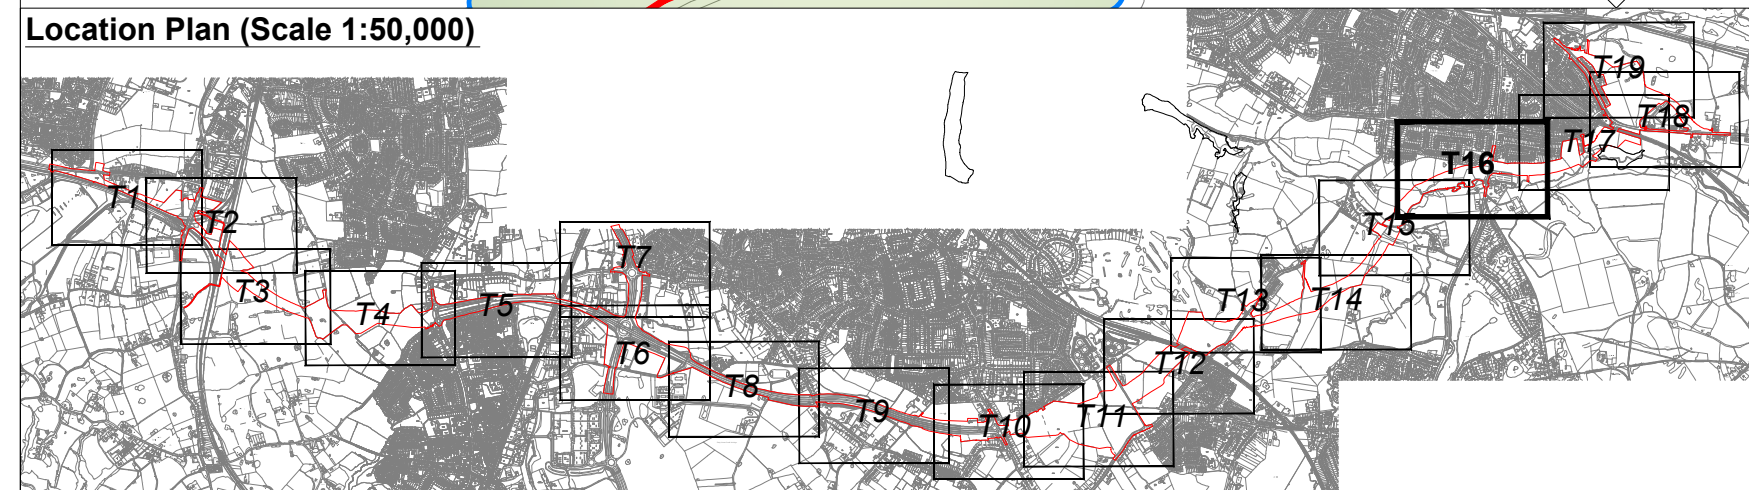 Location Plan (Scale 1:50,000)
T1
T2
T3
T4
T5
T6
T7
T8
T9
T10
T11
T12
T13
T14
T15
T16
T17
T18
T19